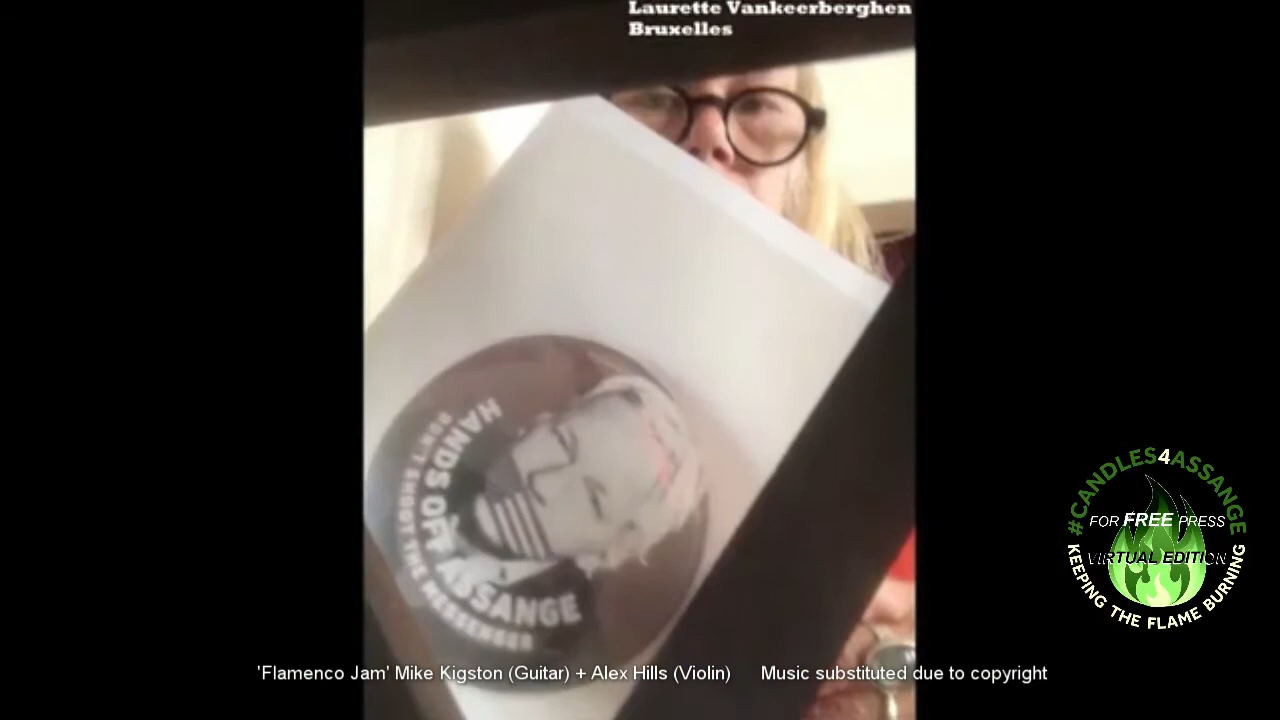 Laurette Vankeerberghen
Bruxelles
HANDS OFF ASSANGE
DON'T SHOOT THE MESSENGER
#CANDLES4ASSANGE
FOR FREE PRESS
VIRTUAL EDITION
KEEPING THE FLAME BURNING
'Flamenco Jam' Mike Kigston (Guitar) + Alex Hills (Violin) Music substituted due to copyright